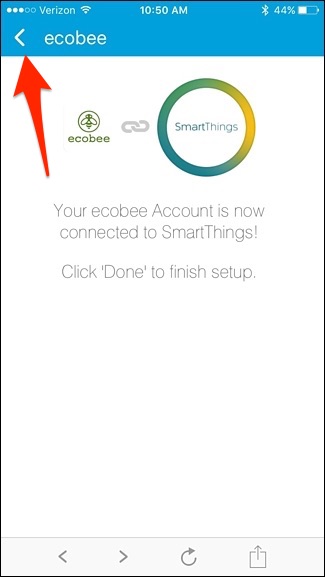 Verizon 10:50 AM 44%
ecobee
ecobee SmartThings
Your ecobee Account is now
connected to SmartThings!
Click 'Done' to finish setup.